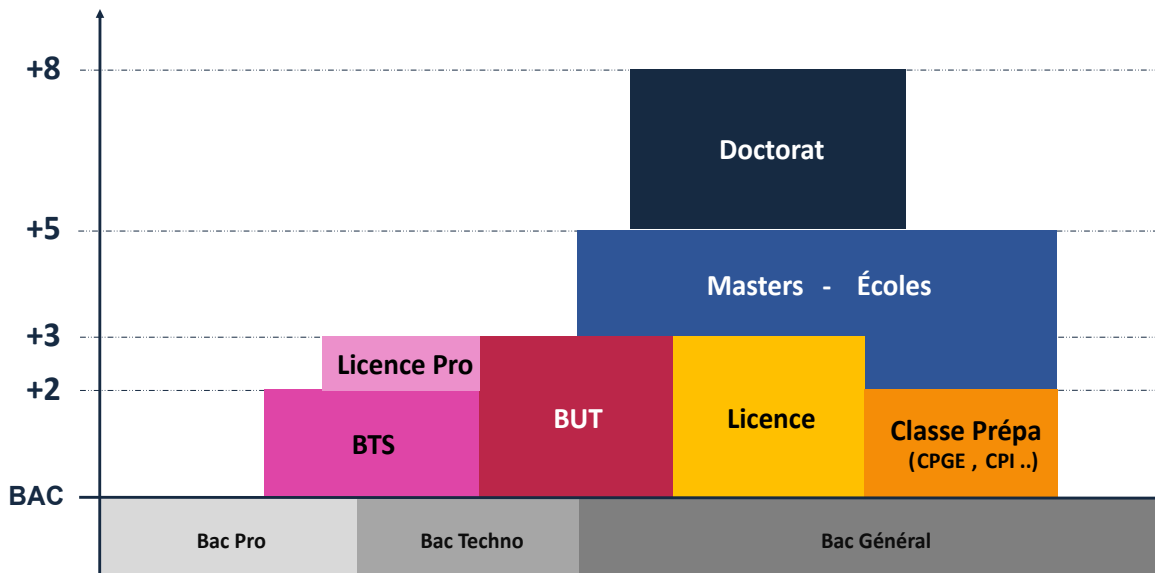 +8
Doctorat
+5
Masters - Écoles
+3
Licence Pro
+2
BTS
BUT
Licence
Classe Prépa
(CPGE , CPI ..)
BAC
Bac Pro
Bac Techno
Bac Général